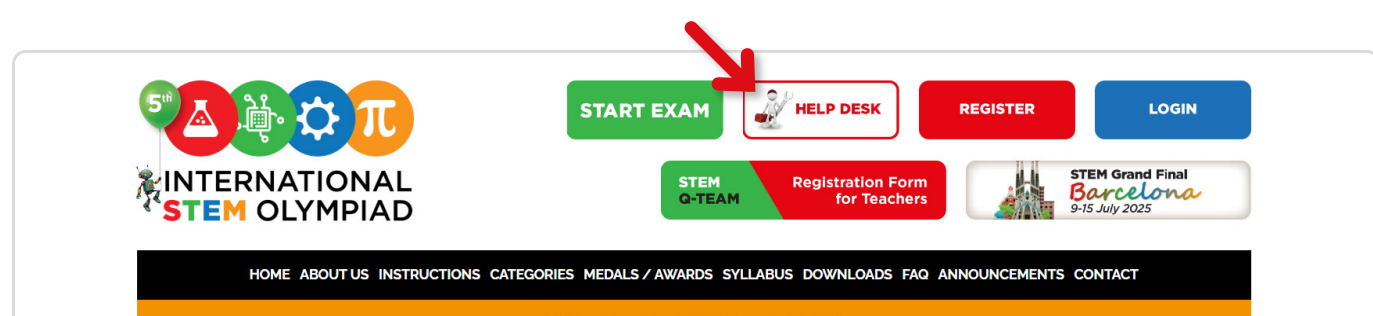 5th
π
INTERNATIONAL
STEM OLYMPIAD
START EXAM
HELP DESK
REGISTER
LOGIN
STEM
Q-TEAM
Registration Form
for Teachers
STEM Grand Final
Barcelona
9-15 July 2025
HOME ABOUT US INSTRUCTIONS CATEGORIES MEDALS / AWARDS SYLLABUS DOWNLOADS FAQ ANNOUNCEMENTS CONTACT